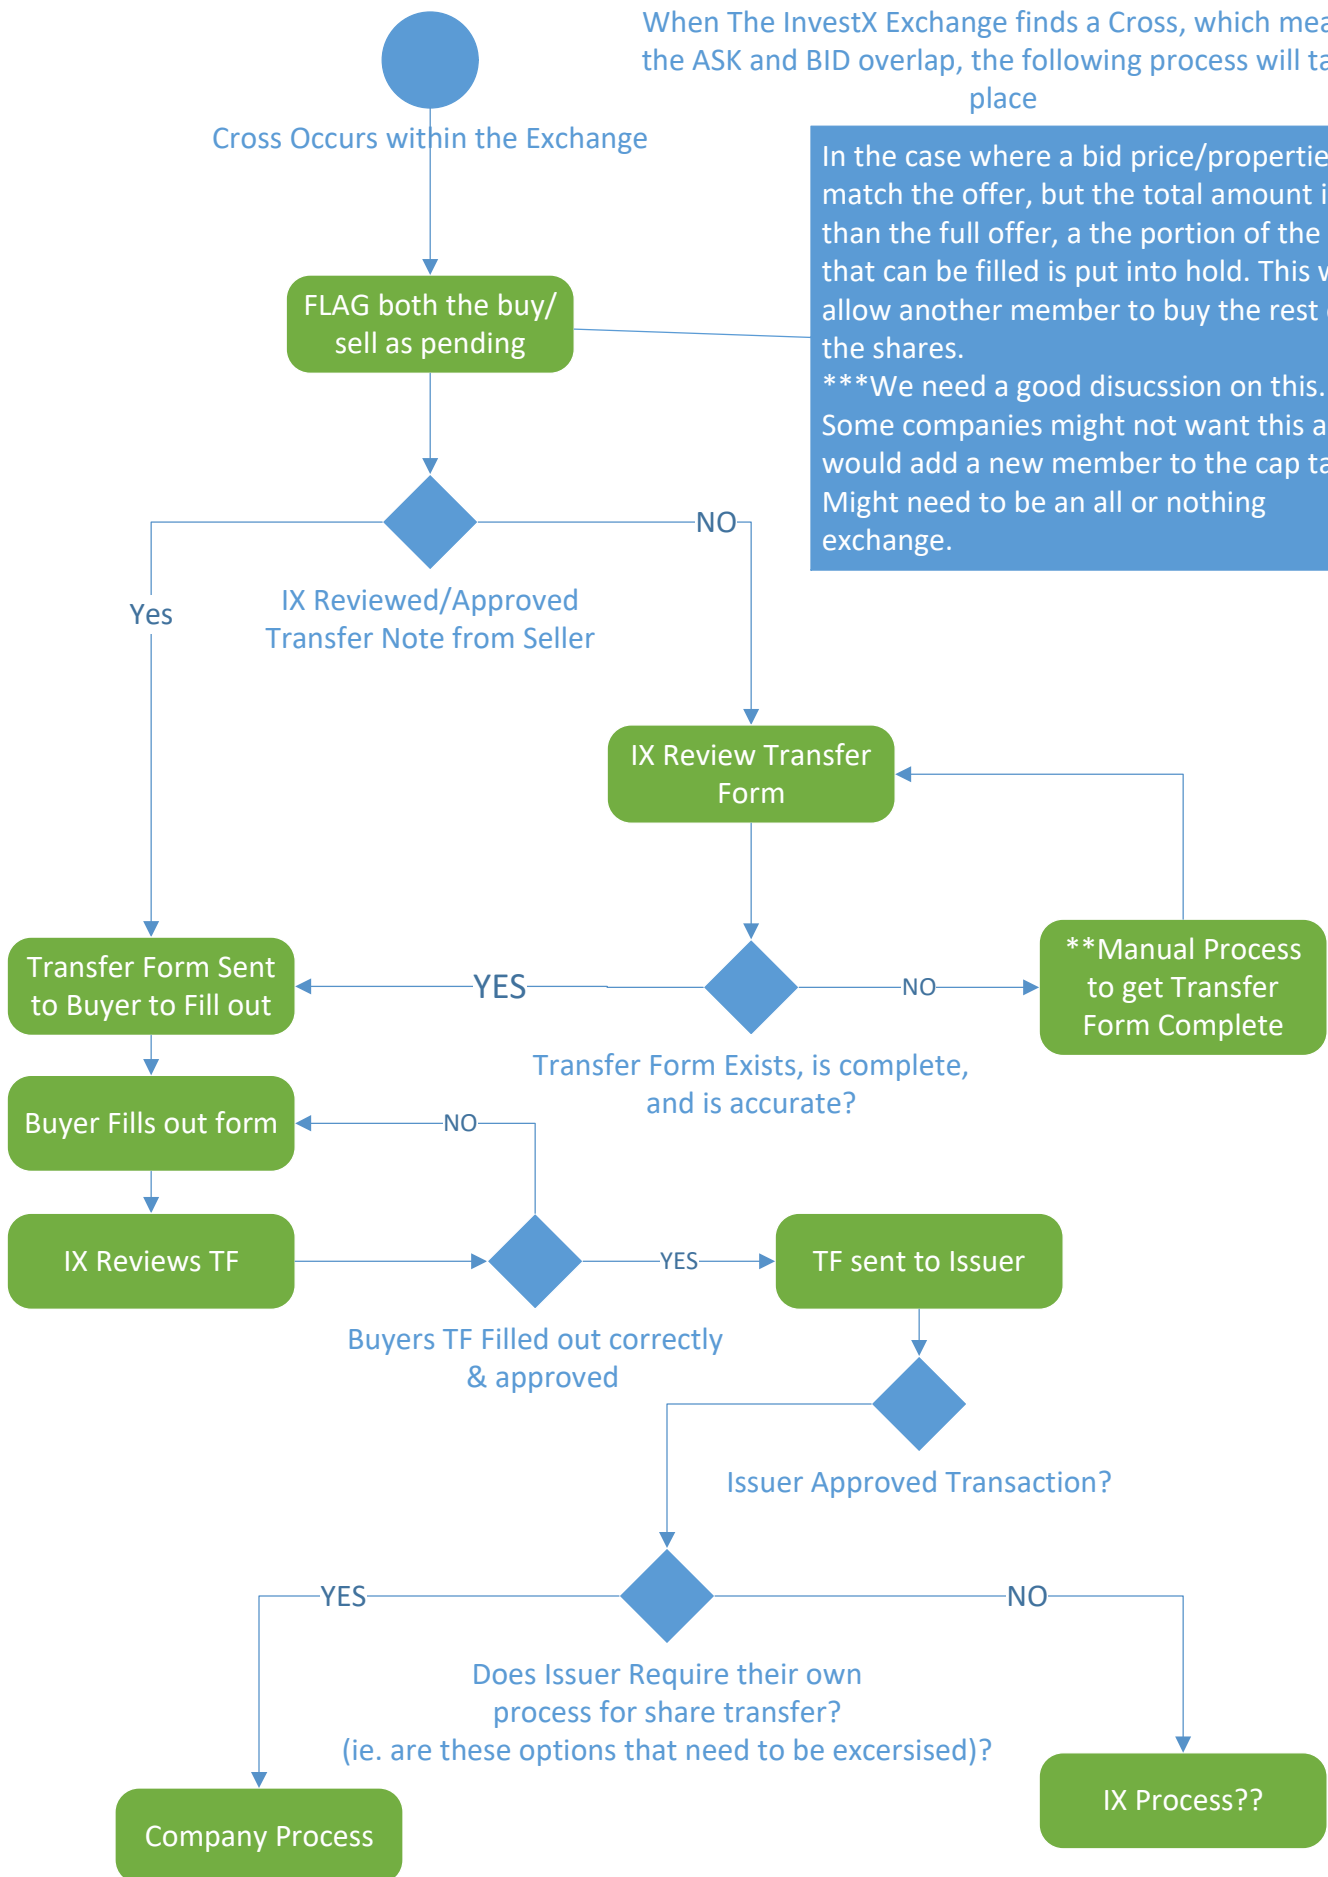 When The InvestX Exchange finds a Cross, which
the ASK and BID overlap, the following process will
place
Cross Occurs within the Exchange
In the case where a bid price/properties
match the offer, but the total amount
than the full offer, a the portion of the
that can be filled is put into hold. This
allow another member to buy the rest
the shares.
***We need a good disucssion on this.
Some companies might not want this
would add a new member to the cap
Might need to be an all or nothing
exchange.
FLAG both the buy/
sell as pending
NO
Yes
IX Reviewed/Approved
Transfer Note from Seller
IX Review Transfer
Form
Transfer Form Sent
to Buyer to Fill out
YES
NO
**Manual Process
to get Transfer
Form Complete
Transfer Form Exists, is complete,
and is accurate?
Buyer Fills out form
NO
IX Reviews TF
YES
TF sent to Issuer
Buyers TF Filled out correctly
& approved
Issuer Approved Transaction?
YES
NO
Does Issuer Require their own
process for share transfer?
(ie. are these options that need to be excersised)?
IX Process??
Company Process